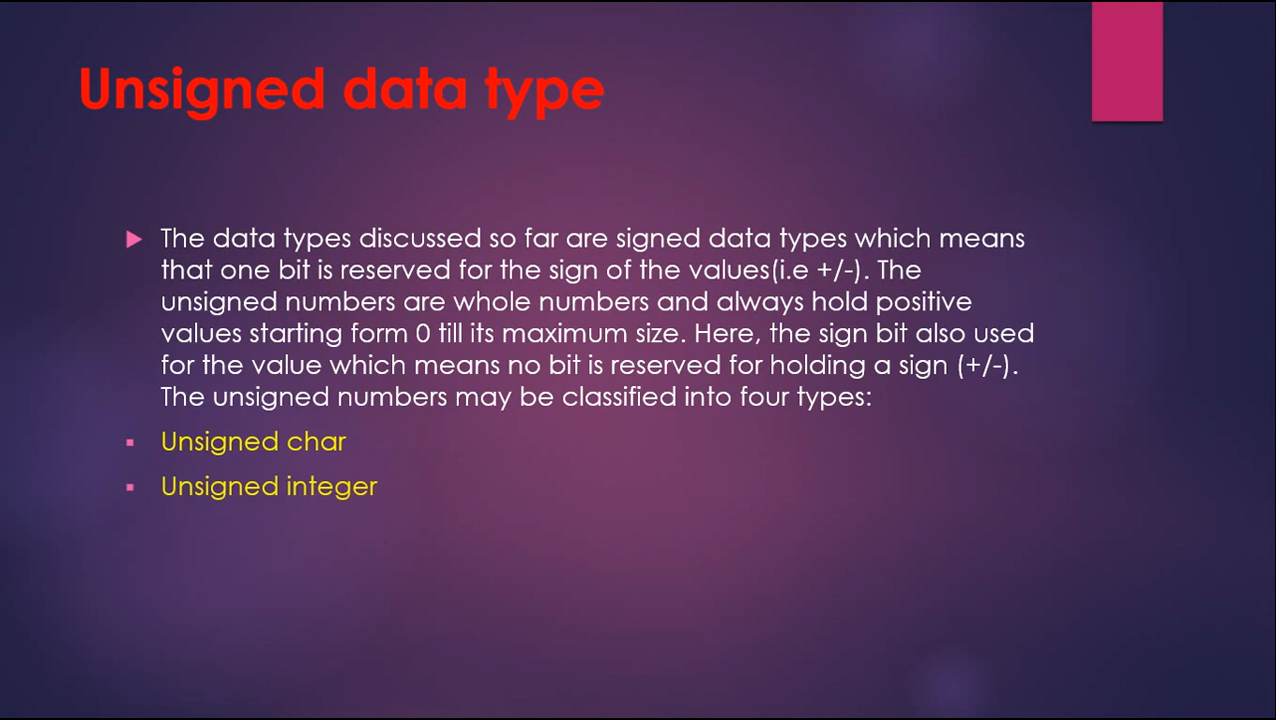 Unsigned data type
The data types discussed so far are signed data types which means
that one bit is reserved for the sign of the values(i.e +/-). The
unsigned numbers are whole numbers and always hold positive
values starting form 0 till its maximum size. Here, the sign bit also used
for the value which means no bit is reserved for holding a sign (+/-).
The unsigned numbers may be classified into four types:
Unsigned char
Unsigned integer